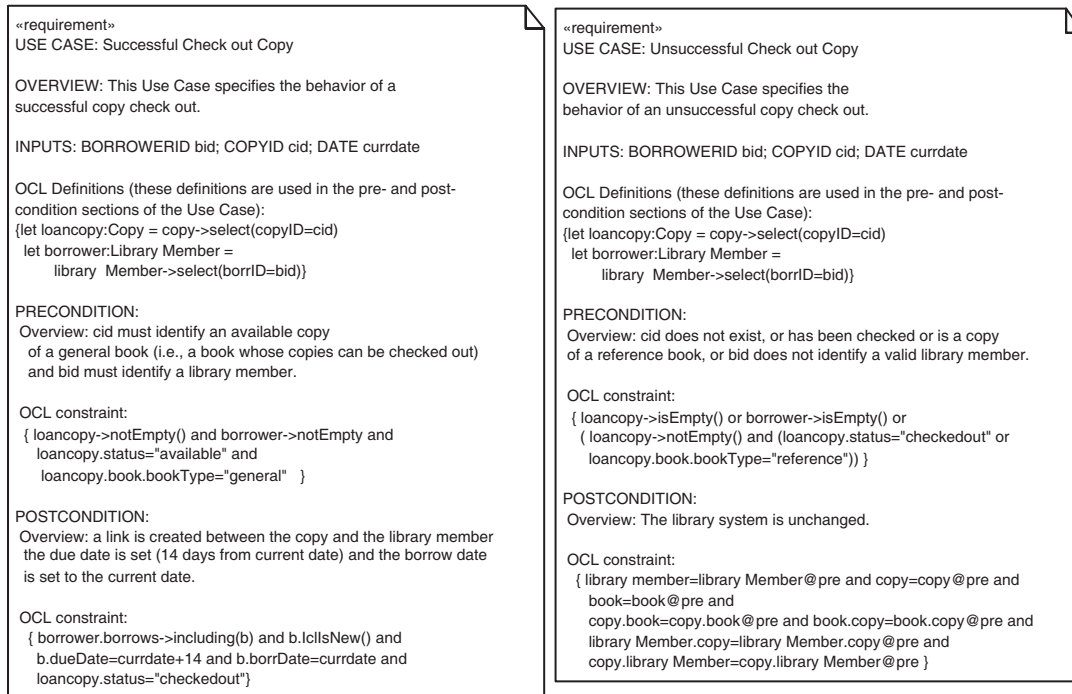 «requirement»
USE CASE: Successful Check out Copy
OVERVIEW: This Use Case specifies the behavior of a
successful copy check out.
INPUTS: BORROWERID bid; COPYID cid; DATE currdate
OCL Definitions (these definitions are used in the pre- and post-
condition sections of the Use Case):
{let loancopy:Copy = copy->select(copyID=cid)
let borrower:Library Member =
library Member->select(borrID=bid)}
PRECONDITION:
Overview: cid must identify an available copy
of a general book (i.e., a book whose copies can be checked out)
and bid must identify a library member.
OCL constraint:
{ loancopy->notEmpty() and borrower->notEmpty and
loancopy.status="available" and
loancopy.book.bookType="general" }
POSTCONDITION:
Overview: a link is created between the copy and the library member
the due date is set (14 days from current date) and the borrow date
is set to the current date.
OCL constraint:
{ borrower.borrows->including(b) and b.IclIsNew() and
b.dueDate=currdate+14 and b.borrDate=currdate and
loancopy.status="checkedout"}
«requirement»
USE CASE: Unsuccessful Check out Copy
OVERVIEW: This Use Case specifies the
behavior of an unsuccessful copy check out.
INPUTS: BORROWERID bid; COPYID cid; DATE currdate
OCL Definitions (these definitions are used in the pre- and post-
condition sections of the Use Case):
{let loancopy:Copy = copy->select(copyID=cid)
let borrower:Library Member =
library Member->select(borrID=bid)}
PRECONDITION:
Overview: cid does not exist, or has been checked or is a copy
of a reference book, or bid does not identify a valid library member.
OCL constraint:
{ loancopy->isEmpty() or borrower->isEmpty() or
( loancopy->notEmpty() and (loancopy.status="checkedout" or
loancopy.book.bookType="reference")) }
POSTCONDITION:
Overview: The library system is unchanged.
OCL constraint:
{ library member=library Member@pre and copy=copy@pre and
book=book@pre and
copy.book=copy.book@pre and book.copy=book.copy@pre and
library Member.copy=library Member.copy@pre and
copy.library Member=copy.library Member@pre }